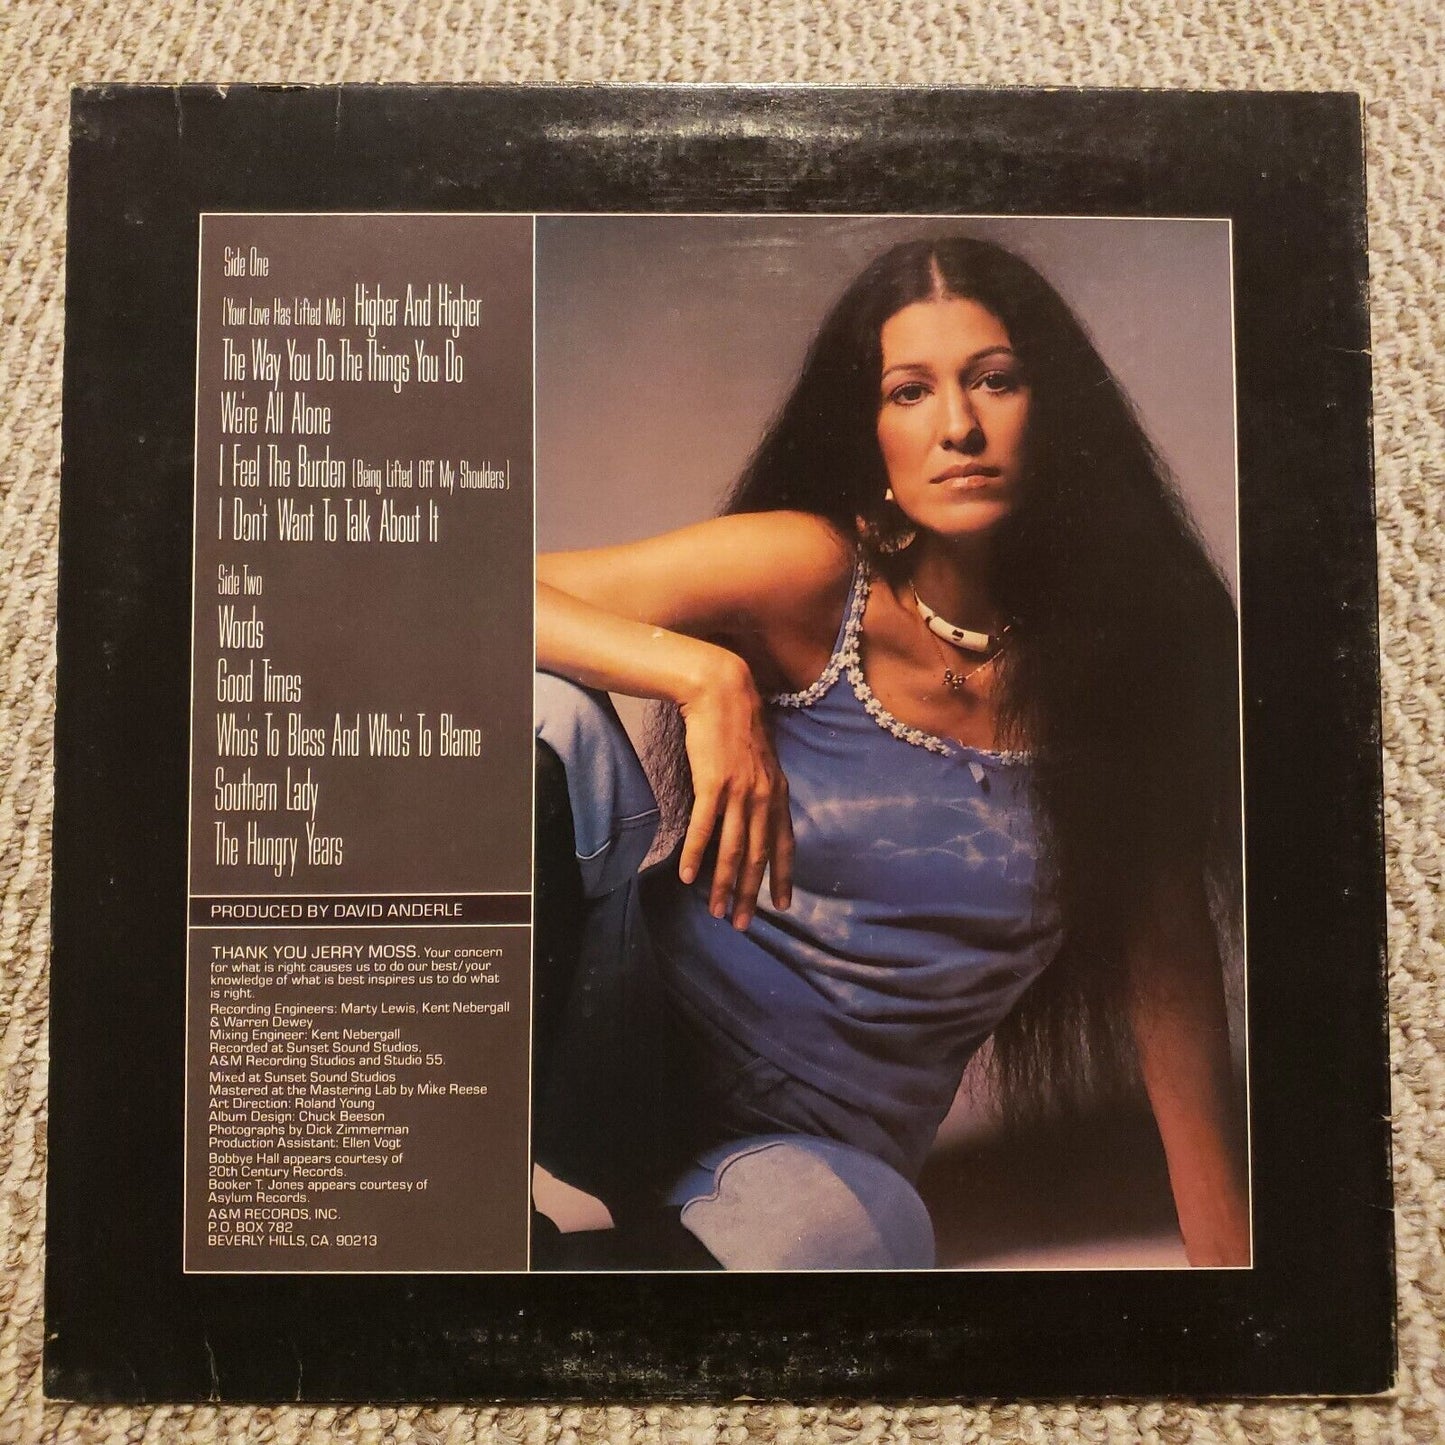 Side One
(Your Love Has Lifted Me) Higher And Higher
The Way You Do The Things You Do
We're All Alone
I Feel The Burden (Being Lifted Off My Shoulders)
I Don't Want To Talk About It
Side Two
Words
Good Times
Who's To Bless And Who's To Blame
Southern Lady
The Hungry Years
PRODUCED BY DAVID ANDERLE
THANK YOU JERRY MOSS. Your concern
for what is right causes us to do our best/your
knowledge of what is best inspires us to do what
is right.
Recording Engineers: Marty Lewis, Kent Nebergall
& Warren Dewey
Mixing Engineer: Kent Nebergall
Recorded at Sunset Sound Studios,
A&M Recording Studios and Studio 55.
Mixed at Sunset Sound Studios
Mastered at the Mastering Lab by Mike Reese
Art Direction: Roland Young
Album Design: Chuck Beeson
Photographs by Dick Zimmerman
Production Assistant: Ellen Vogt
Bobbye Hall appears courtesy of
20th Century Records.
Booker T. Jones appears courtesy of
Asylum Records.
A&M RECORDS, INC.
P.O. BOX 782
BEVERLY HILLS, CA. 90213